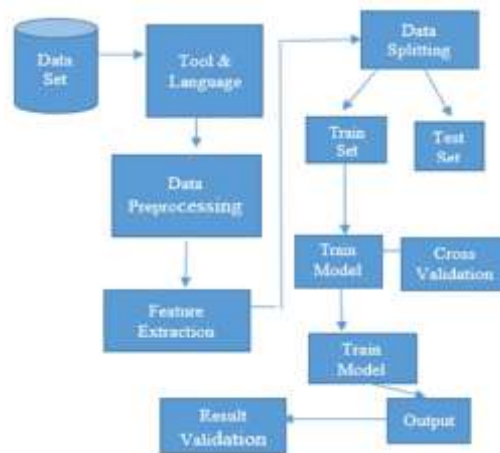 Data
Set
Tool &
Language
Data
Preprocessing
Feature
Extraction
Data
Splitting
Train
Set
Test
Set
Train
Model
Cross
Validation
Train
Model
Output
Result
Validation